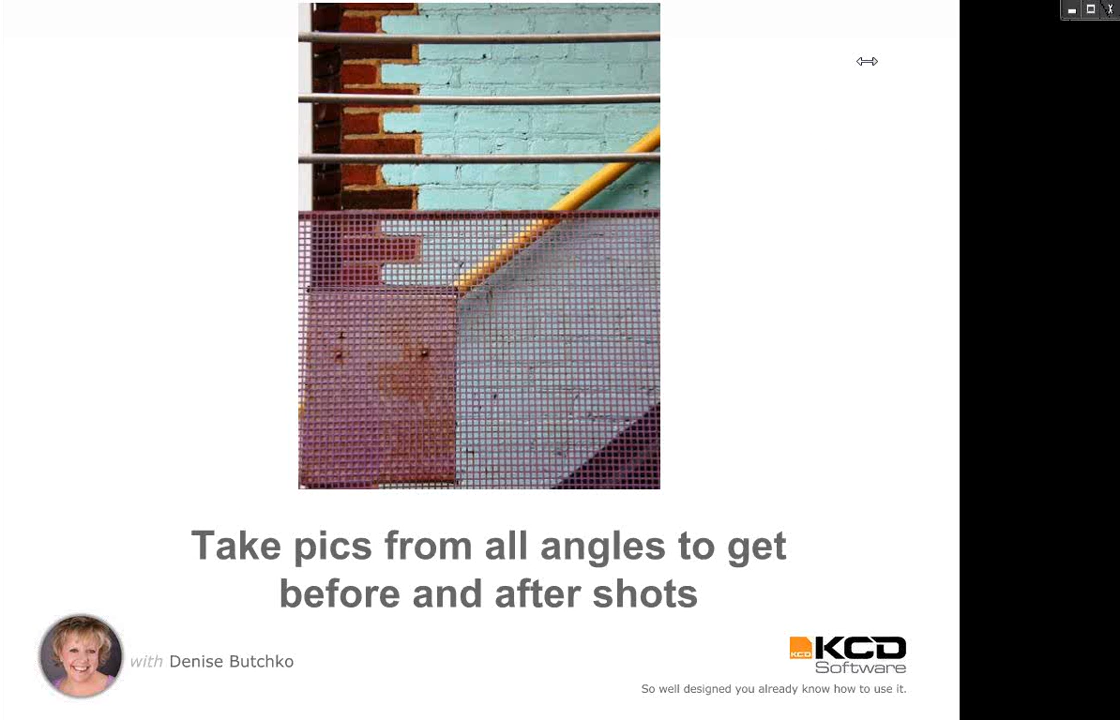 Take pics from all angles to get
before and after shots
with Denise Butchko
KCD
KCD
Software
So well designed you already know how to use it.